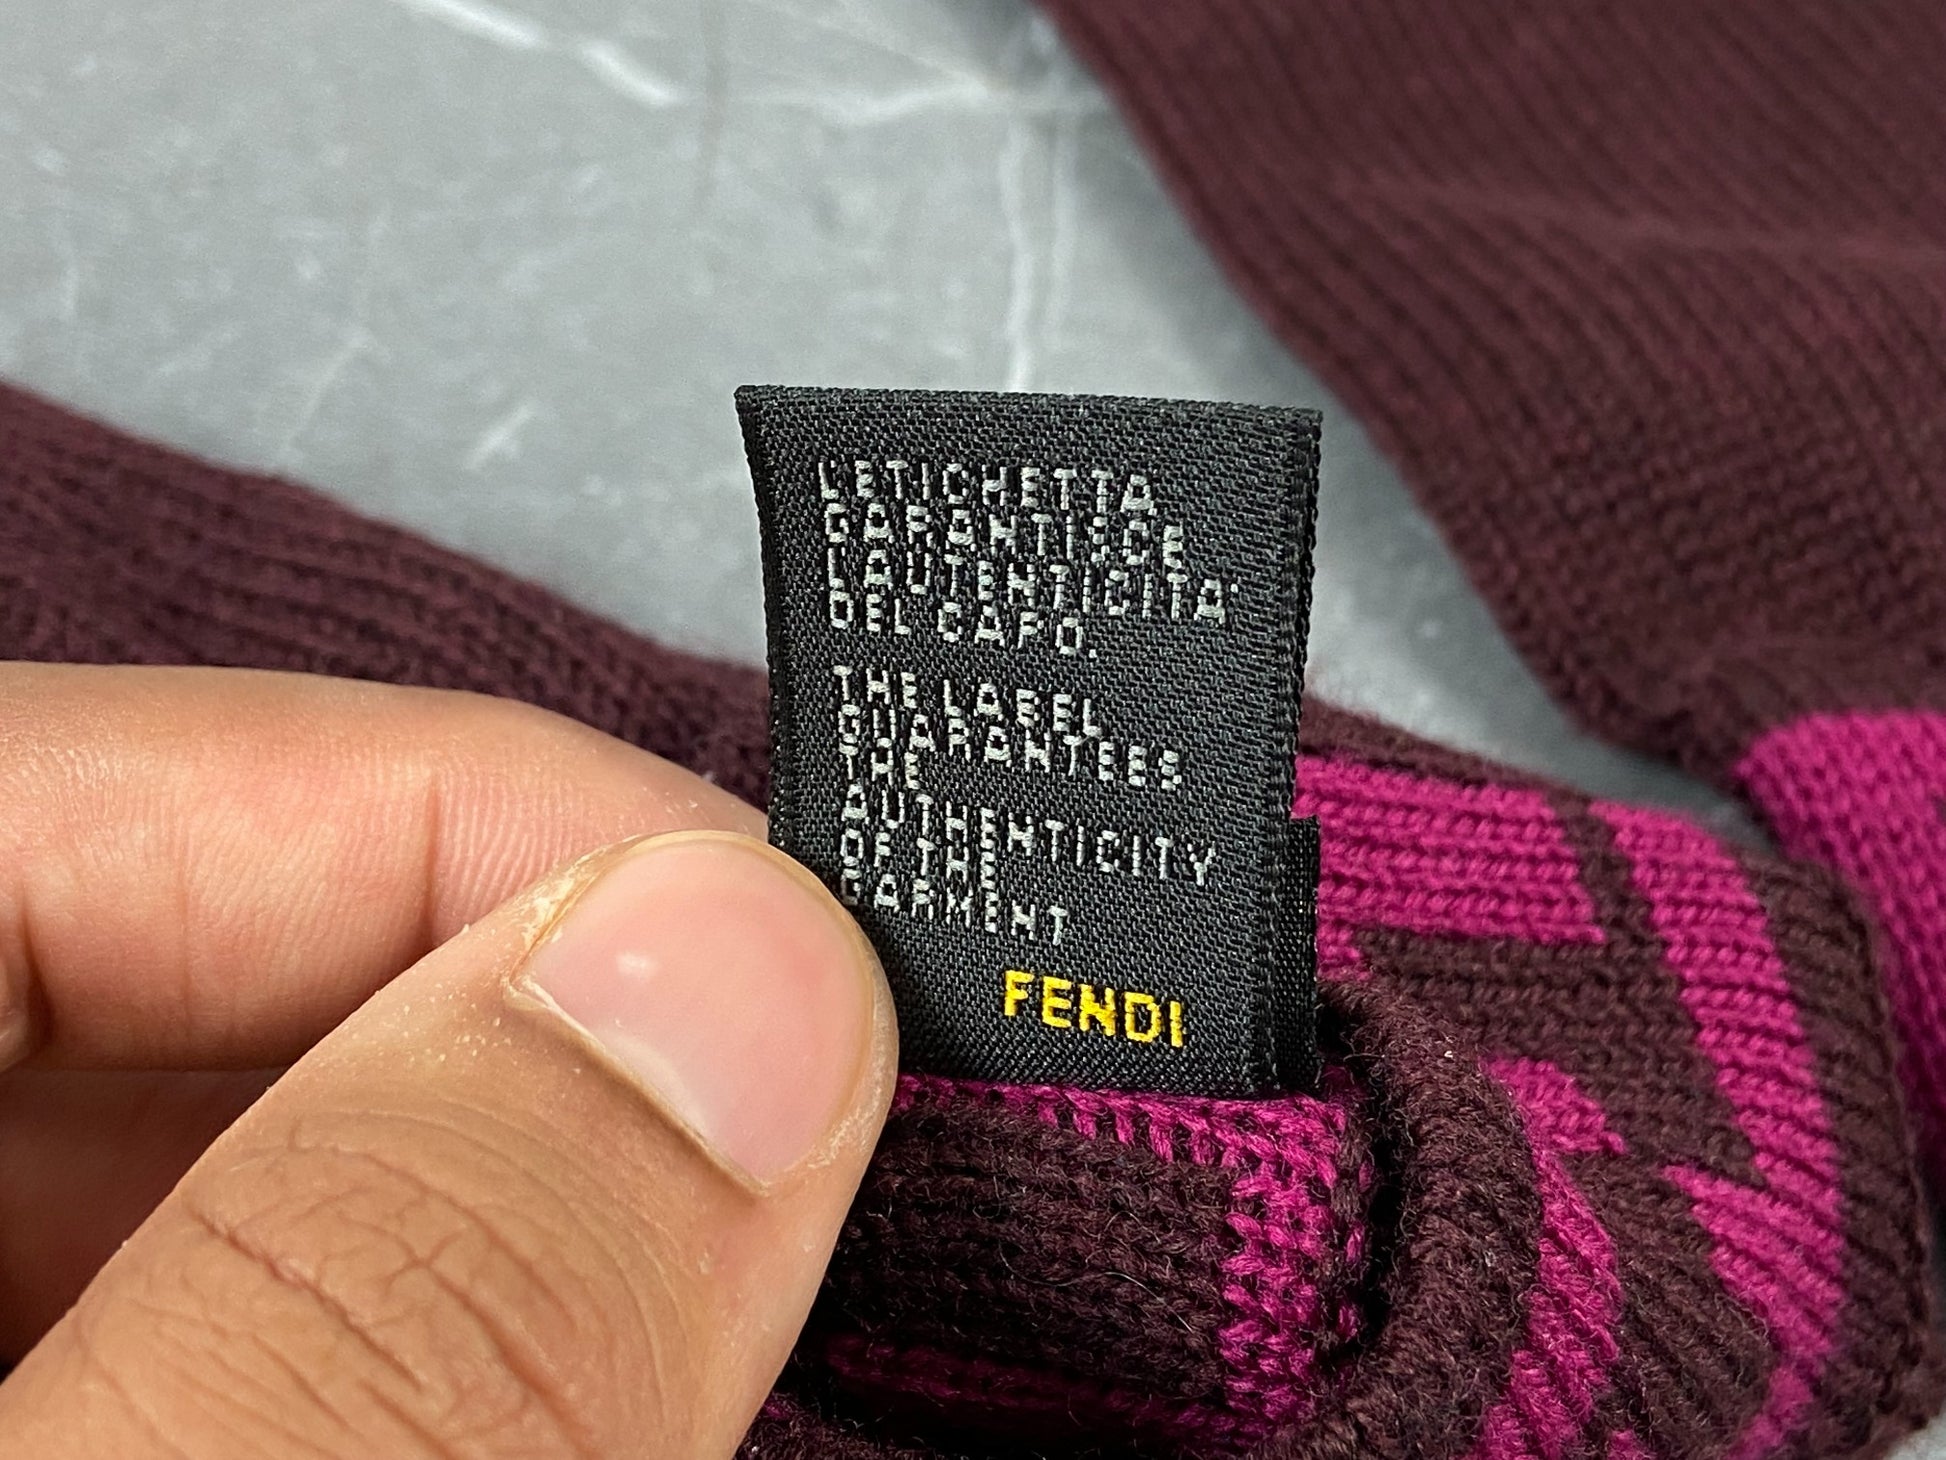 L'ETICHETTA
GARANTISCE
L'AUTENTICITA'
DEL CAPO.
THE LABEL
GUARANTEES
THE
AUTHENTICITY
OF THE
GARMENT
FENDI